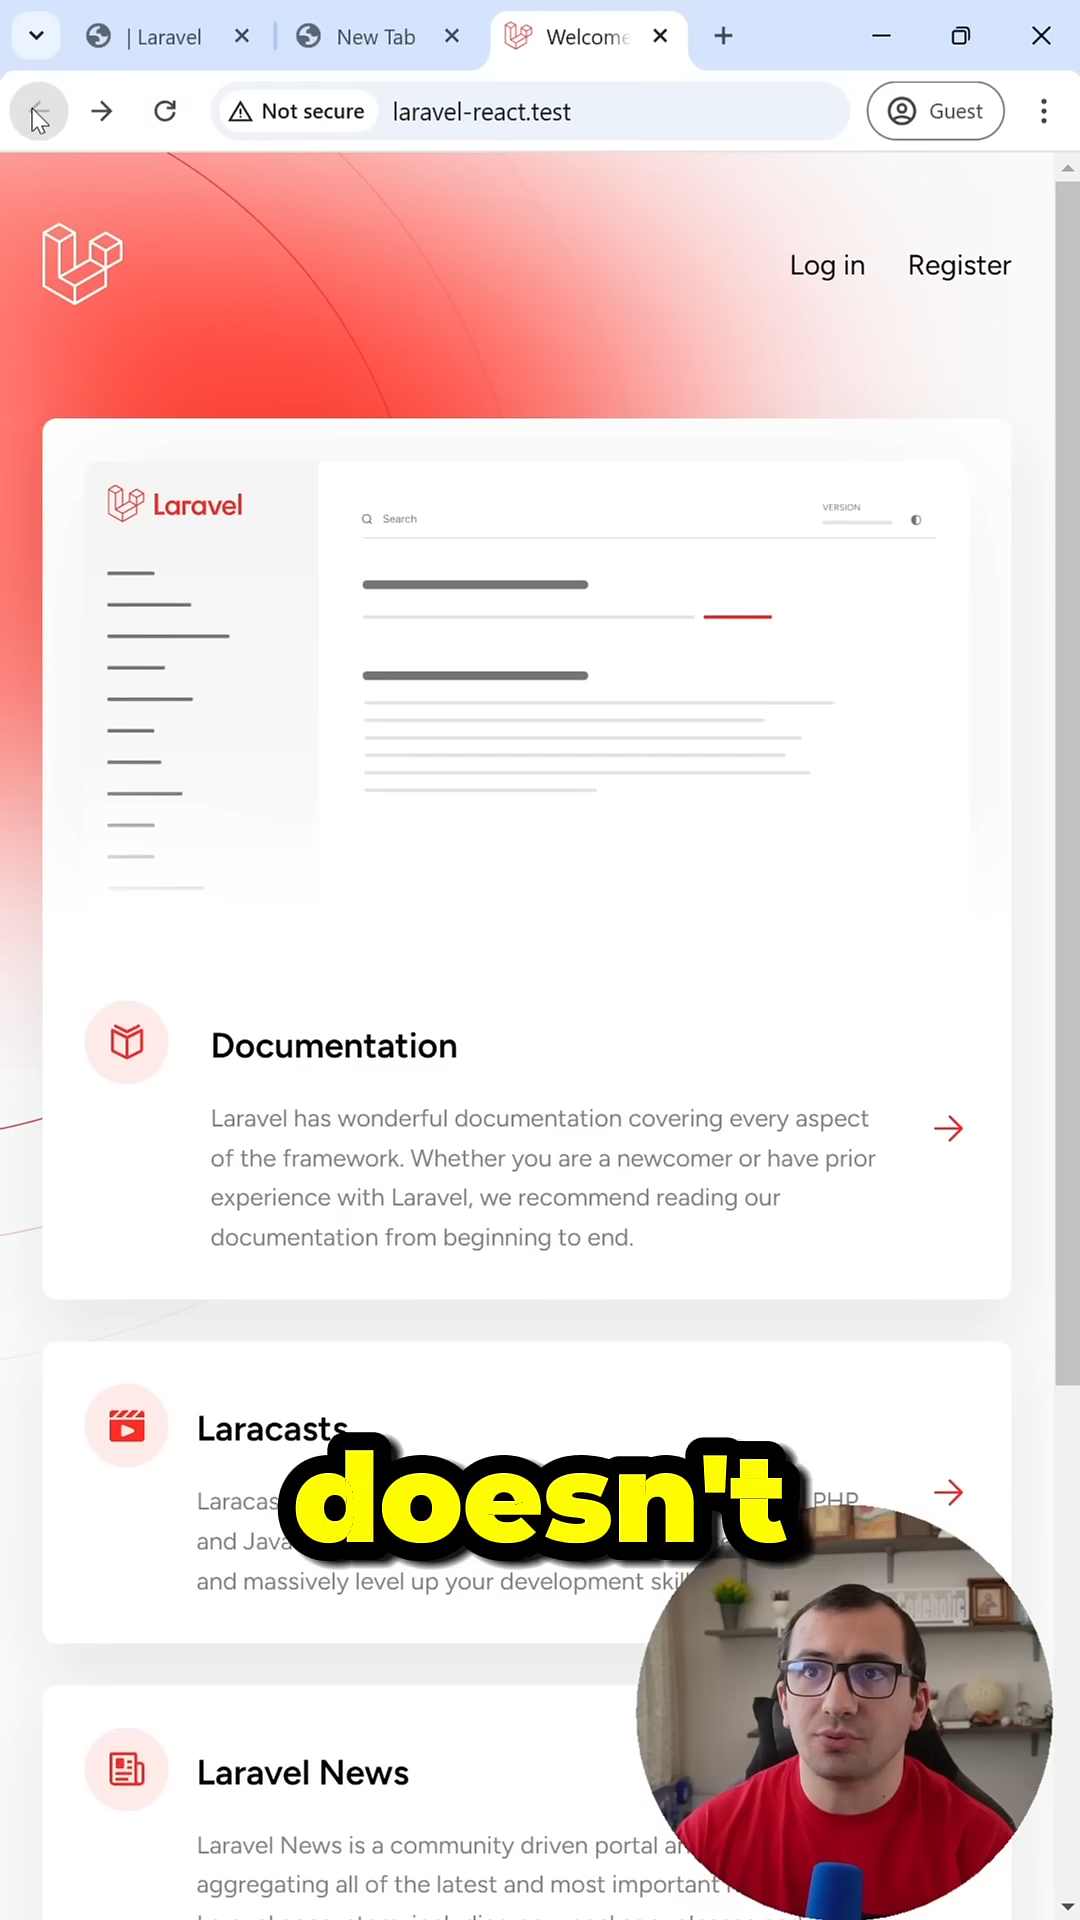 | Laravel
New Tab
Welcome
Not secure
laravel-react.test
Guest
Log in
Register
Laravel
Search
VERSION
Documentation
Laravel has wonderful documentation covering every aspect
of the framework. Whether you are a newcomer or have prior
experience with Laravel, we recommend reading our
documentation from beginning to end.
Laracasts
doesn't
PHP
and
and massively level up your development
Laravel News
Laravel News is a community driven portal
aggregating all of the latest and most important
Codeholic